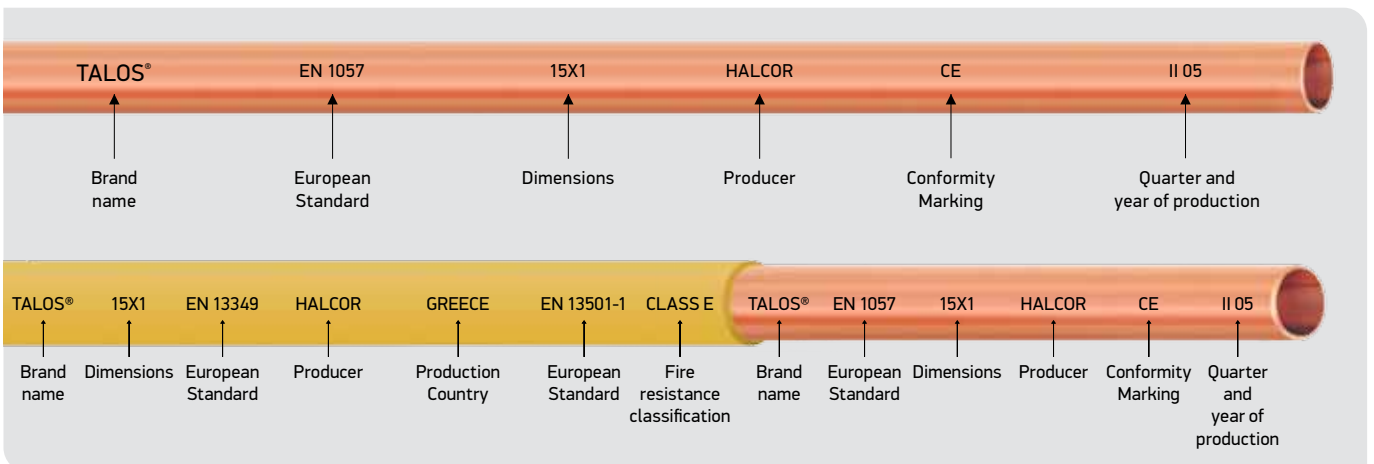 TALOS® EN 1057 15X1 HALCOR CE II 05
Brand name
European Standard
Dimensions
Producer
Conformity Marking
Quarter and year of production
TALOS® 15X1 EN 13349 HALCOR GREECE EN 13501-1 CLASS E TALOS® EN 1057 15X1 HALCOR CE II 05
Brand name
Dimensions
European Standard
Producer
Production Country
European Standard
Fire resistance classification
Brand name
European Standard
Dimensions
Producer
Conformity Marking
Quarter and year of production